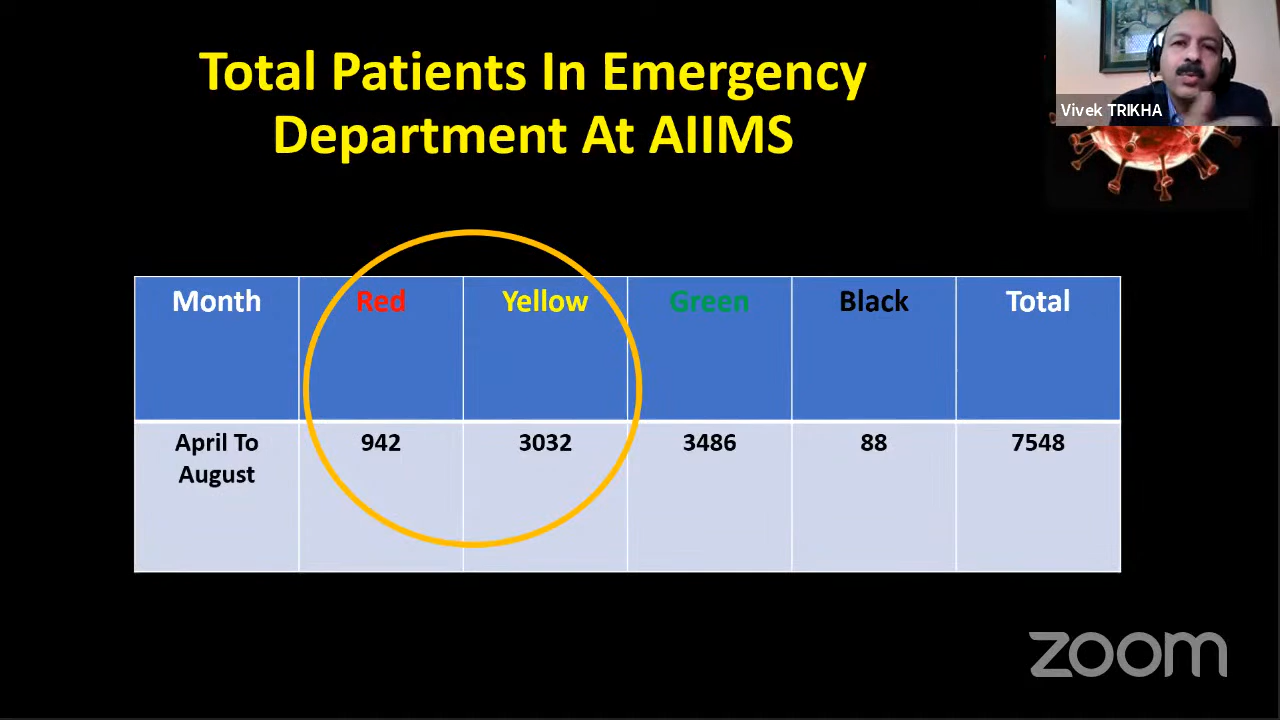 Total Patients In Emergency
Department At AIIMS
Vivek TRIKHA
Month Red Yellow Green Black Total
April To 942 3032 3486 88 7548
August
zoom